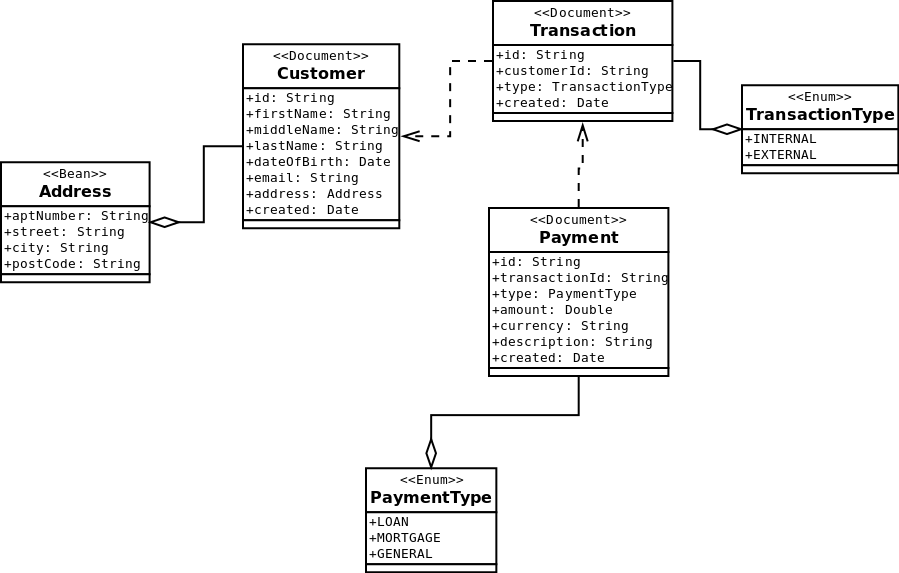 <<Document>>
Transaction
+id: String
+customerId: String
+type: TransactionType
+created: Date
<<Document>>
Customer
+id: String
+firstName: String
+middleName: String
+lastName: String
+dateOfBirth: Date
+email: String
+address: Address
+created: Date
<<Enum>>
TransactionType
+INTERNAL
+EXTERNAL
<<Bean>>
Address
+aptNumber: String
+street: String
+city: String
+postCode: String
<<Document>>
Payment
+id: String
+transactionId: String
+type: PaymentType
+amount: Double
+currency: String
+description: String
+created: Date
<<Enum>>
PaymentType
+LOAN
+MORTGAGE
+GENERAL